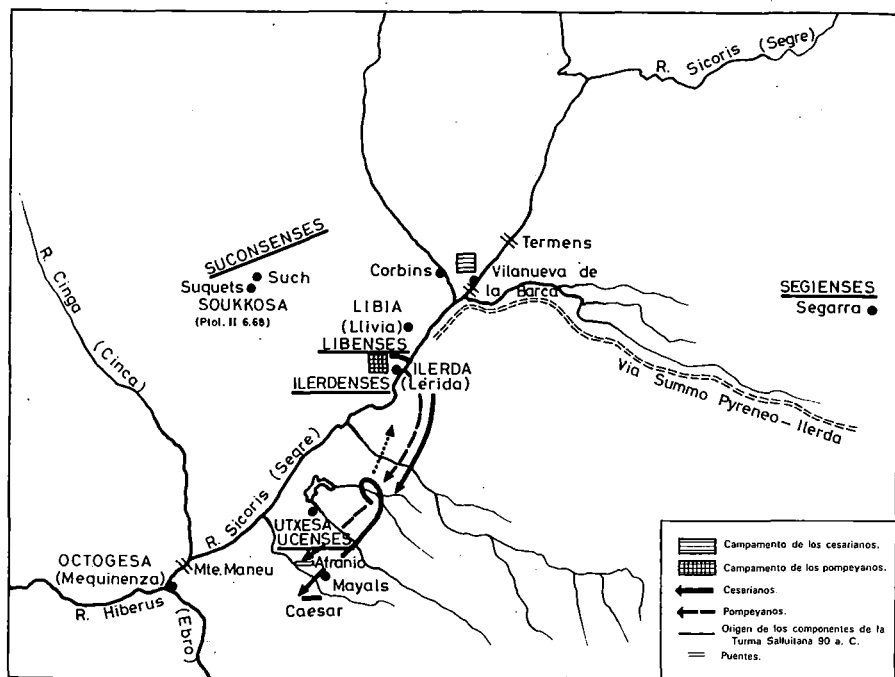 R. Sicoris (Segre)
R. Cinga
(Cinca)
SUCONSENSES
Such
Suquets
SOUKKOSA
(Ptol. II 6.68)
Corbins
Termens
Vilanueva de
la Barca
SEGIENSES
Segarra
LIBIA
(Llivia)
LIBENSES
ILERDENSES
ILERDA
(Lérida)
Via Summo Pyreneo-Ilerda
R. Sicoris (Segre)
UTXESA
UCENSES
Afranio
Mayals
Caesar
OCTOGESA
(Mequinenza)
Mte. Maneu
R. Hiberus
(Ebro)
Campamento de los cesarianos.
Campamento de los pompeyanos.
Cesarianos.
Pompeyanos.
Origen de los componentes de la
Turma Salluitana 90 a. C.
Puentes.